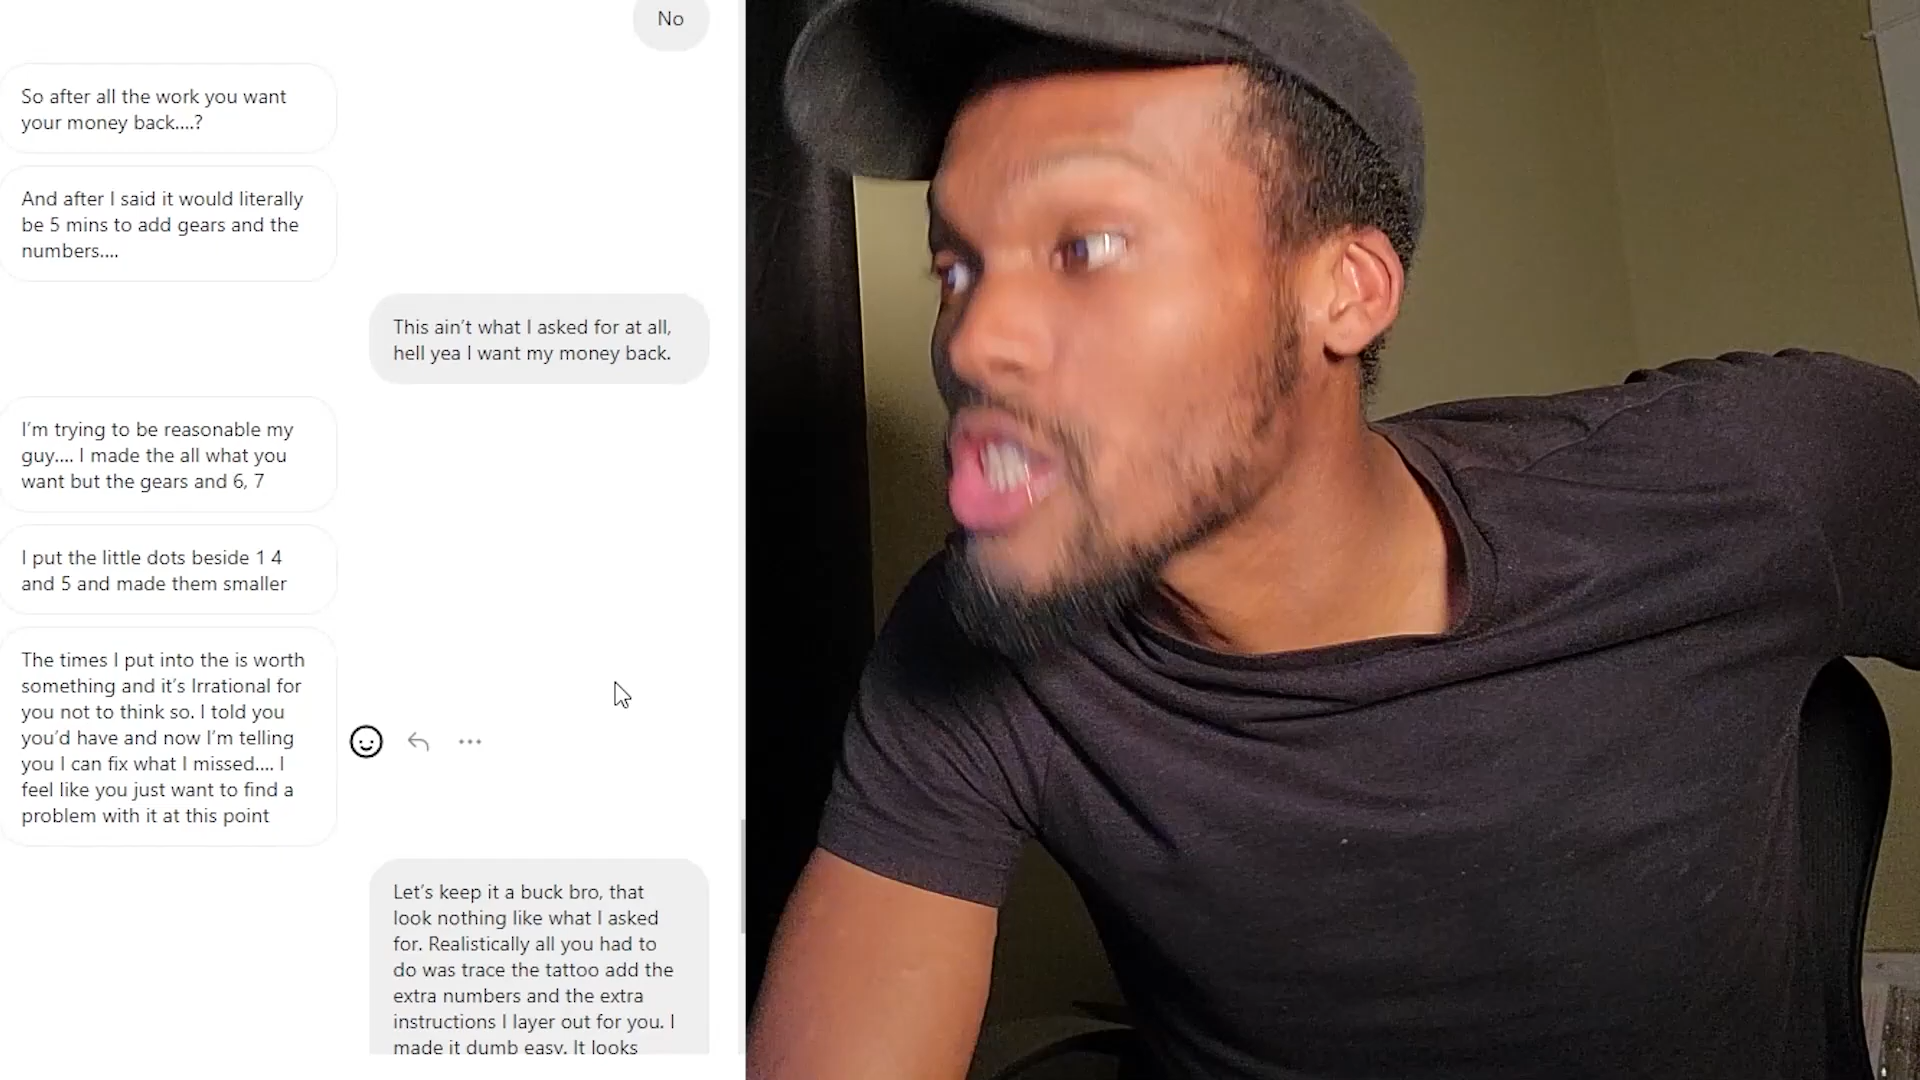 No
So after all the work you want
your money back....?
And after I said it would literally
be 5 mins to add gears and the
numbers....
This ain’t what I asked for at all,
hell yea I want my money back.
I’m trying to be reasonable my
guy.... I made the all what you
want but the gears and 6, 7
I put the little dots beside 1 4
and 5 and made them smaller
The times I put into the is worth
something and it’s Irrational for
you not to think so. I told you
you’d have and now I’m telling
you I can fix what I missed.... I
feel like you just want to find a
problem with it at this point
Let’s keep it a buck bro, that
look nothing like what I asked
for. Realistically all you had to
do was trace the tattoo add the
extra numbers and the extra
instructions I layer out for you. I
made it dumb easy. It looks